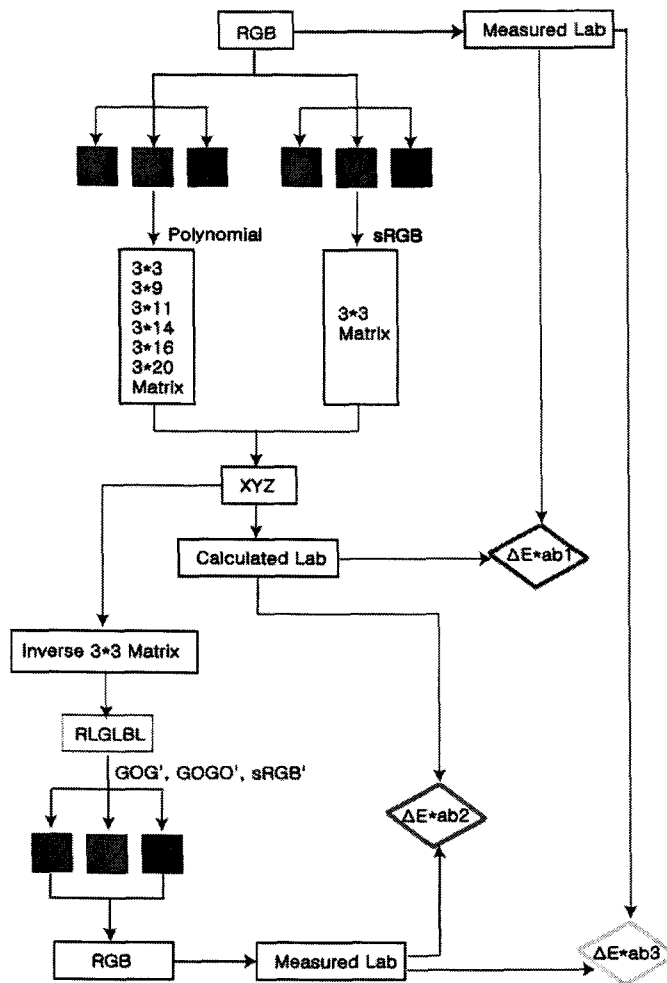 RGB
Measured Lab
Polynomial
sRGB
3*3
3*9
3*11
3*14
3*16
3*20
Matrix
3*3
Matrix
XYZ
Calculated Lab
ΔE*ab1
Inverse 3*3 Matrix
RLGLBL
GOG', GOGO', sRGB'
ΔE*ab2
RGB
Measured Lab
ΔE*ab3